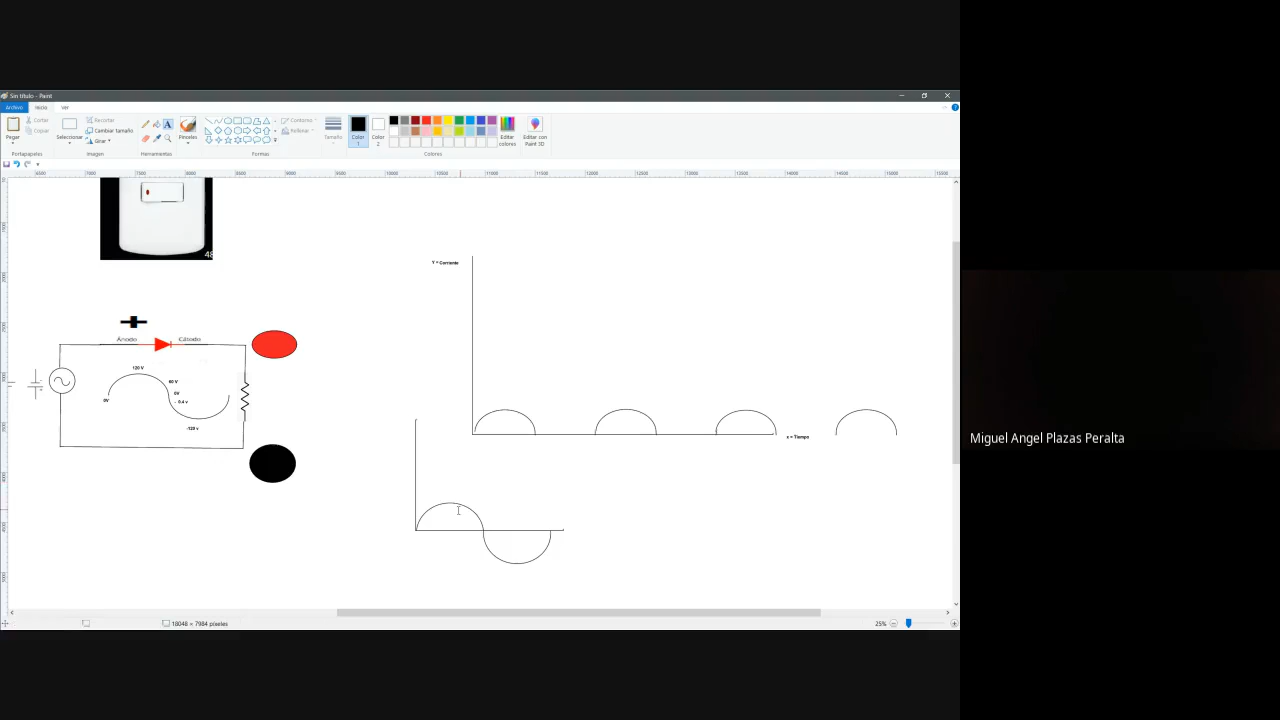 Sin título - Paint
Archivo Inicio Ver
Pegar
Cortar
Copiar
Portapapeles
Seleccionar
Recortar
Cambiar tamaño
Girar
Imagen
Herramientas
Pinceles
Contorno
Rellenar
Formas
Tamaño
Color 1
Color 2
Editar colores
Editar con Paint 3D
Colores
48
Y = Corriente
Ánodo Cátodo
120 V
60 V
0V
- 0.4 v
0V
-120 v
x = Tiempo
Miguel Angel Plazas Peralta
18048 × 7984 píxeles
25%